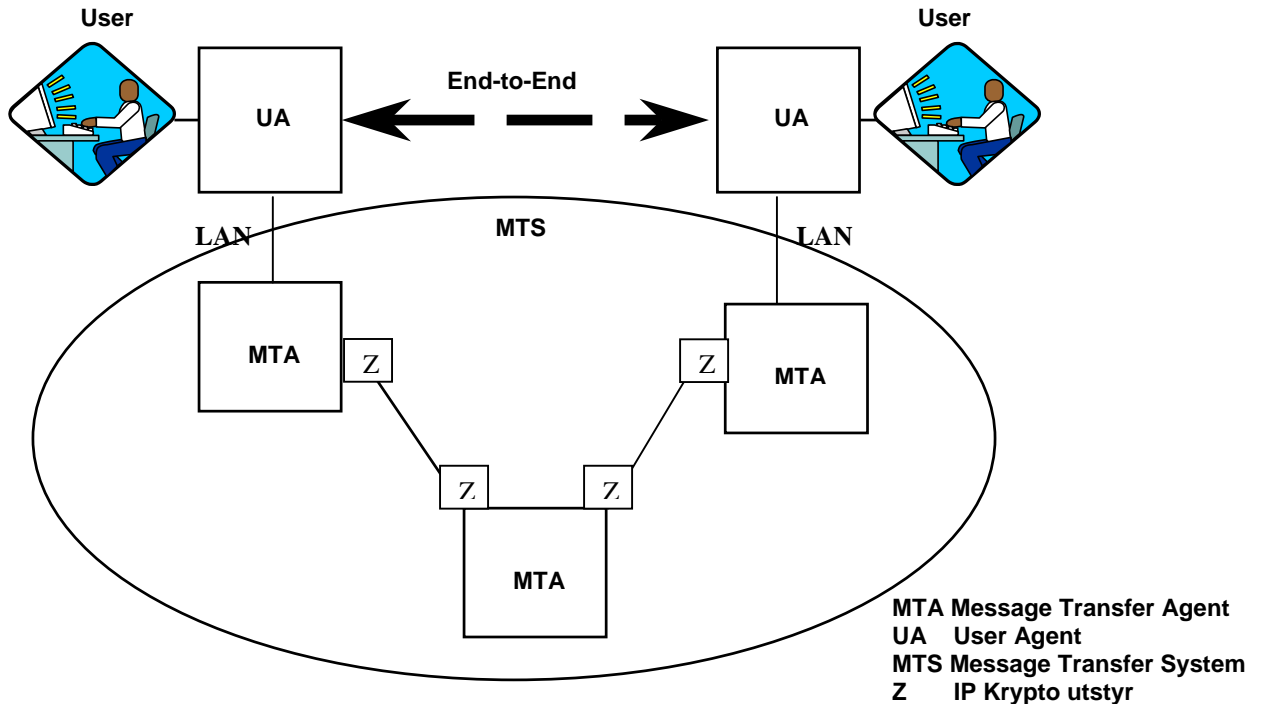 User
User
End-to-End
UA
UA
MTS
LAN
LAN
MTA
Z
Z
MTA
Z
Z
MTA
MTA Message Transfer Agent
UA User Agent
MTS Message Transfer System
Z IP Krypto utstyr